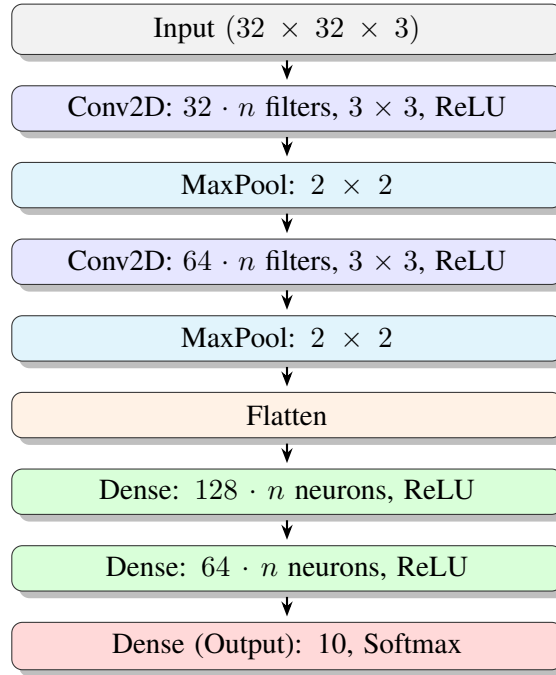 Input (32 × 32 × 3)
Conv2D: 32 · n filters, 3 × 3, ReLU
MaxPool: 2 × 2
Conv2D: 64 · n filters, 3 × 3, ReLU
MaxPool: 2 × 2
Flatten
Dense: 128 · n neurons, ReLU
Dense: 64 · n neurons, ReLU
Dense (Output): 10, Softmax